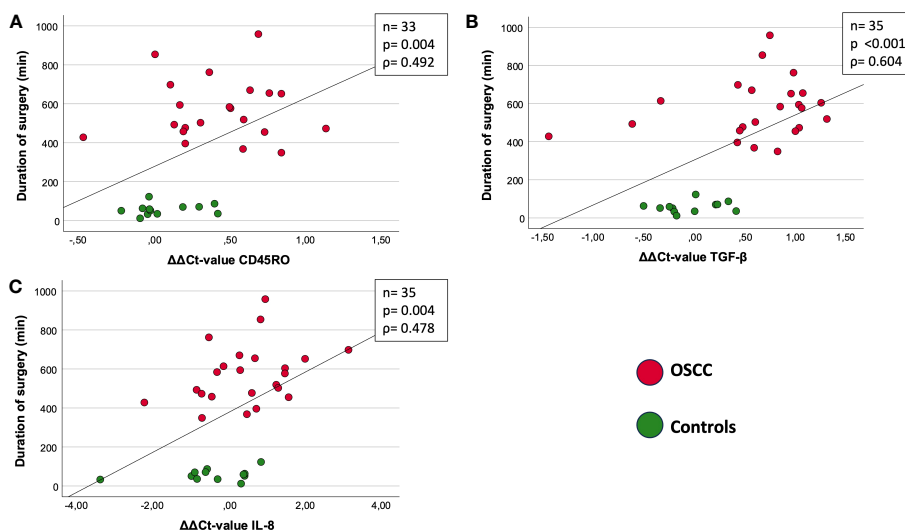 A
n= 33
p= 0.004
ρ= 0.492
Duration of surgery (min)
1000
800
600
400
200
0
-,50
,00
,50
1,00
1,50
ΔΔCt-value CD45RO
B
n= 35
p <0.001
ρ= 0.604
Duration of surgery (min)
1000
800
600
400
200
0
-1,50
-1,00
-,50
,00
,50
1,00
1,50
ΔΔCt-value TGF-β
C
n= 35
p= 0.004
ρ= 0.478
Duration of surgery (min)
1000
800
600
400
200
0
-4,00
-2,00
,00
2,00
4,00
ΔΔCt-value IL-8
OSCC
Controls